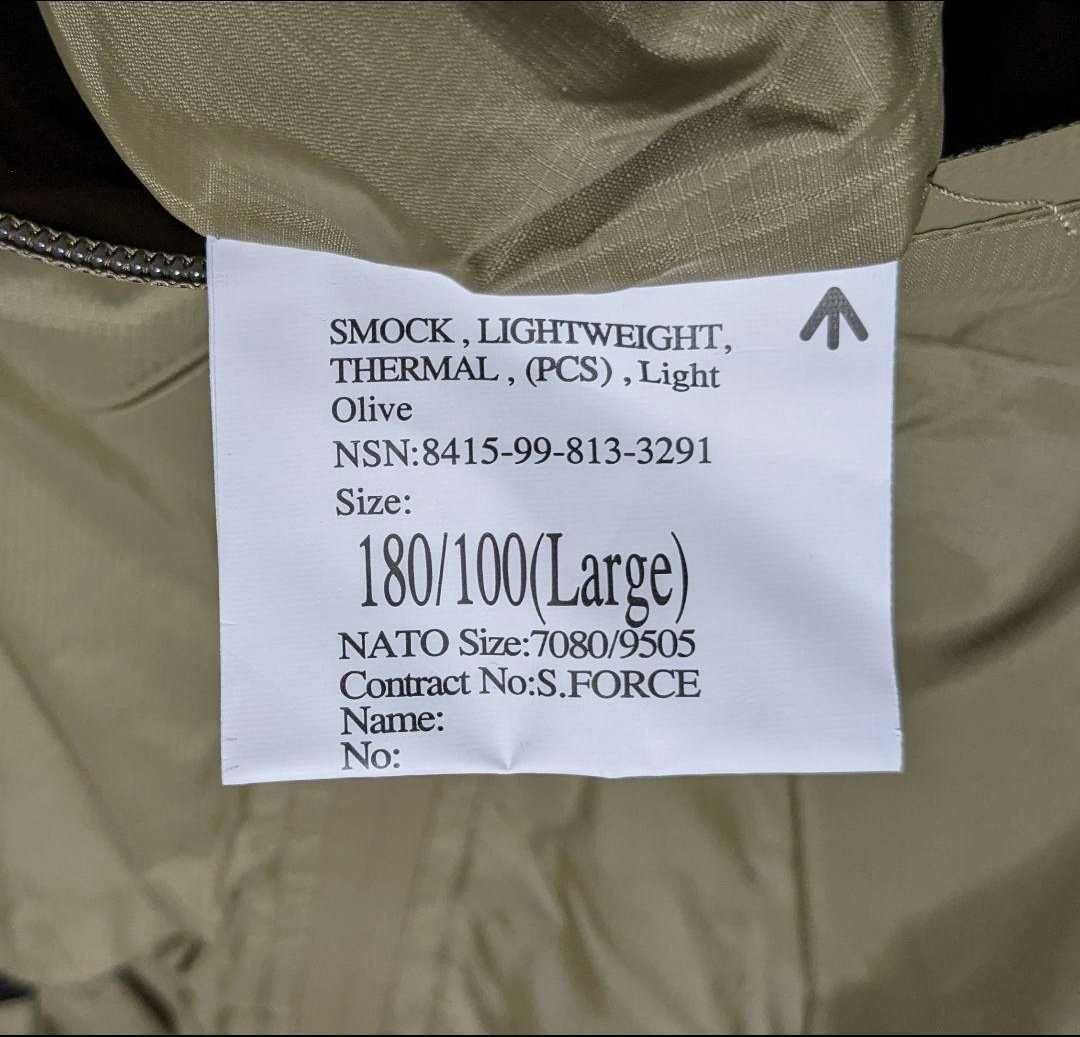 SMOCK , LIGHTWEIGHT,
THERMAL , (PCS) , Light
Olive
NSN:8415-99-813-3291
Size:
180/100(Large)
NATO Size:7080/9505
Contract No:S.FORCE
Name:
No: